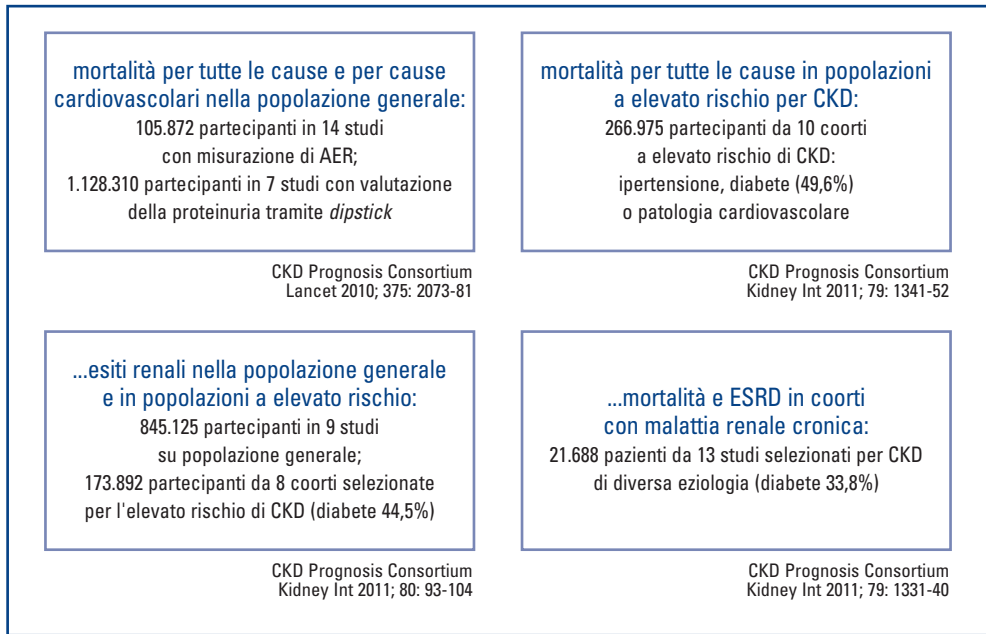 mortalità per tutte le cause e per cause
cardiovascolari nella popolazione generale:
105.872 partecipanti in 14 studi
con misurazione di AER;
1.128.310 partecipanti in 7 studi con valutazione
della proteinuria tramite dipstick
CKD Prognosis Consortium
Lancet 2010; 375: 2073-81
mortalità per tutte le cause in popolazioni
a elevato rischio per CKD:
266.975 partecipanti da 10 coorti
a elevato rischio di CKD:
ipertensione, diabete (49,6%)
o patologia cardiovascolare
CKD Prognosis Consortium
Kidney Int 2011; 79: 1341-52
...esiti renali nella popolazione generale
e in popolazioni a elevato rischio:
845.125 partecipanti in 9 studi
su popolazione generale;
173.892 partecipanti da 8 coorti selezionate
per l'elevato rischio di CKD (diabete 44,5%)
CKD Prognosis Consortium
Kidney Int 2011; 80: 93-104
...mortalità e ESRD in coorti
con malattia renale cronica:
21.688 pazienti da 13 studi selezionati per CKD
di diversa eziologia (diabete 33,8%)
CKD Prognosis Consortium
Kidney Int 2011; 79: 1331-40